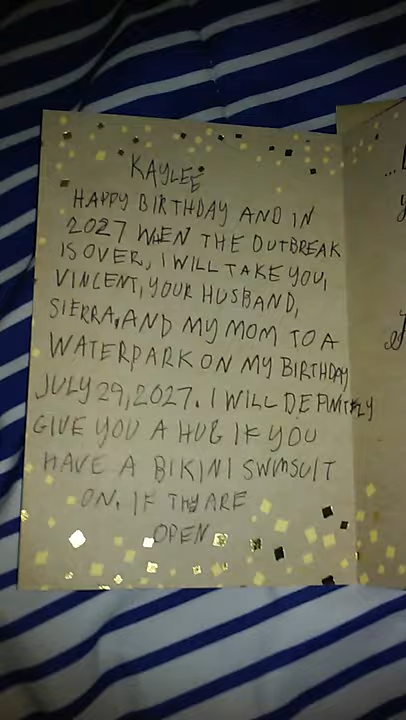 KAYLEE
HAPPY BIRTHDAY AND IN
2027 WHEN THE OUTBREAK
IS OVER, I WILL TAKE YOU,
VINCENT, YOUR HUSBAND,
SIERRA, AND MY MOM TO A
WATERPARK ON MY BIRTHDAY
JULY 29, 2027. I WILL DEFINITLY
GIVE YOU A HUG IF YOU
HAVE A BIKINI SWIMSUIT
ON. IF THY ARE
OPEN